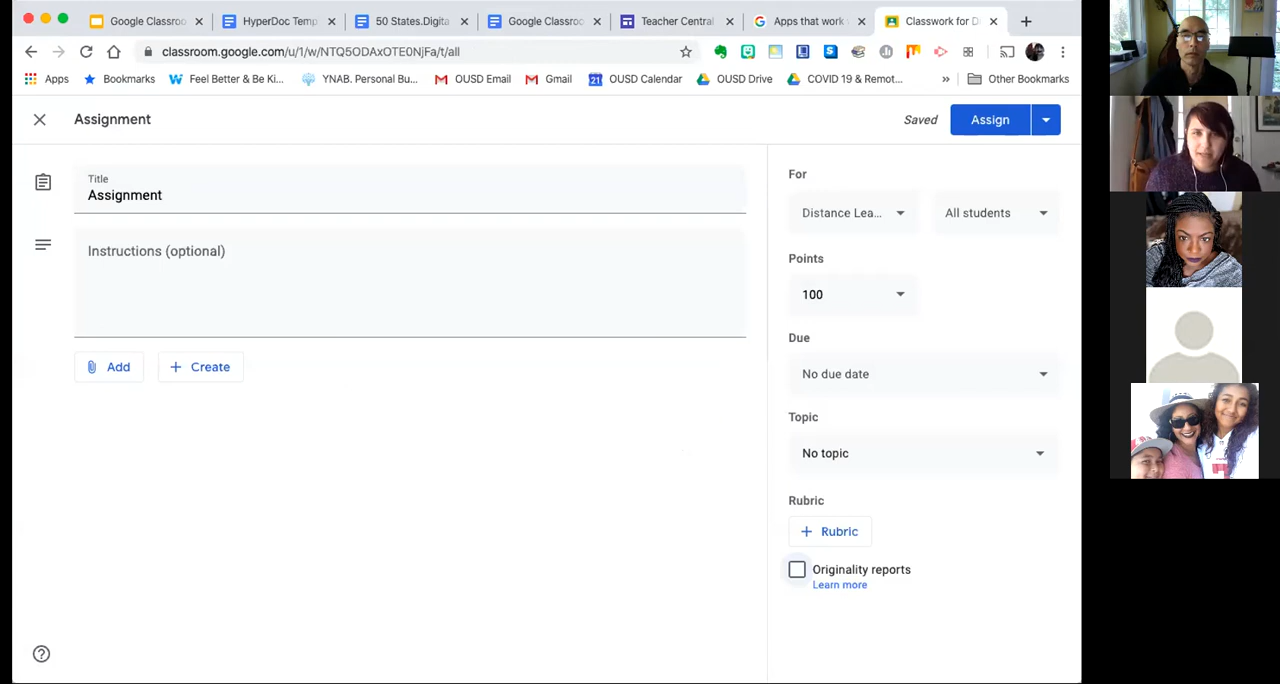 Google Classroo
HyperDoc Temp
50 States.Digita
Google Classroo
Teacher Central
Apps that work
Classwork for D
classroom.google.com/u/1/w/NTQ5ODAxOTE0NjFa/t/all
Apps
Bookmarks
Feel Better & Be Ki...
YNAB. Personal Bu...
OUSD Email
Gmail
21
OUSD Calendar
OUSD Drive
COVID 19 & Remot...
»
Other Bookmarks
Assignment
Saved
Assign
Title
Assignment
Instructions (optional)
Add
+ Create
For
Distance Lea...
All students
Points
100
Due
No due date
Topic
No topic
Rubric
+ Rubric
Originality reports
Learn more